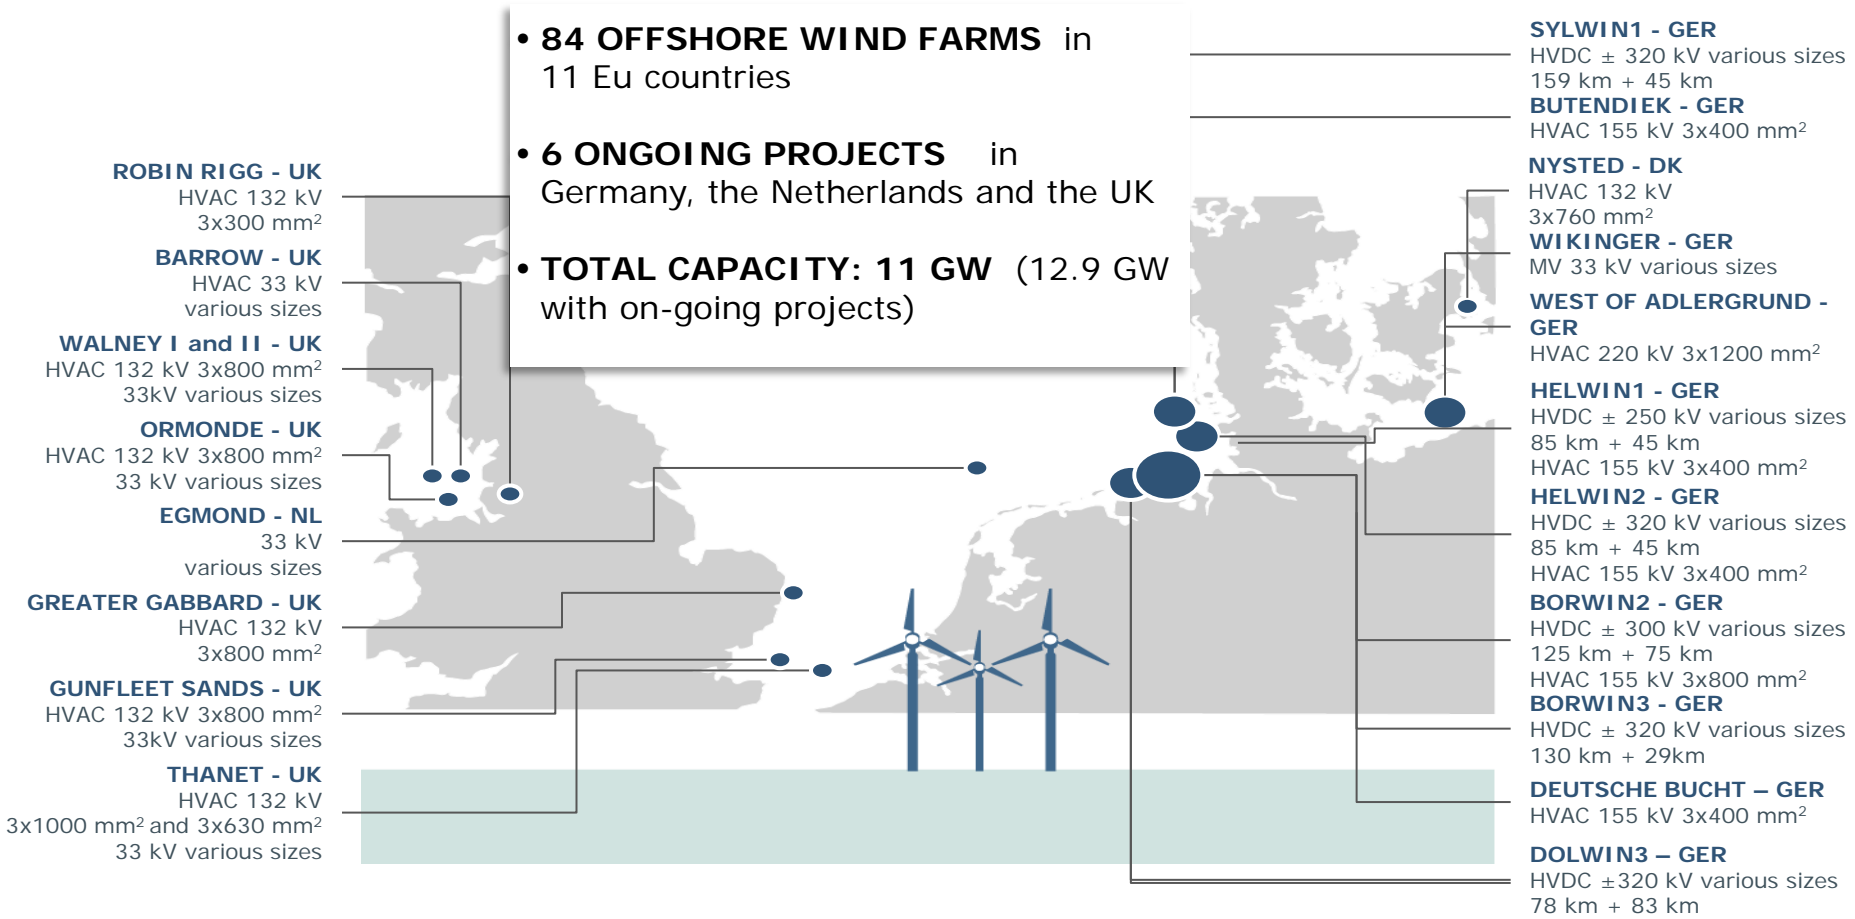 • 84 OFFSHORE WIND FARMS in
11 Eu countries
• 6 ONGOING PROJECTS in
Germany, the Netherlands and the UK
• TOTAL CAPACITY: 11 GW (12.9 GW
with on-going projects)
ROBIN RIGG - UK
HVAC 132 kV
3x300 mm²
BARROW - UK
HVAC 33 kV
various sizes
WALNEY I and II - UK
HVAC 132 kV 3x800 mm²
33kV various sizes
ORMONDE - UK
HVAC 132 kV 3x800 mm²
33 kV various sizes
EGMOND - NL
33 kV
various sizes
GREATER GABBARD - UK
HVAC 132 kV
3x800 mm²
GUNFLEET SANDS - UK
HVAC 132 kV 3x800 mm²
33kV various sizes
THANET - UK
HVAC 132 kV
3x1000 mm² and 3x630 mm²
33 kV various sizes
SYLWIN1 - GER
HVDC ± 320 kV various sizes
159 km + 45 km
BUTENDIEK - GER
HVAC 155 kV 3x400 mm²
NYSTED - DK
HVAC 132 kV
3x760 mm²
WIKINGER - GER
MV 33 kV various sizes
WEST OF ADLERGRUND -
GER
HVAC 220 kV 3x1200 mm²
HELWIN1 - GER
HVDC ± 250 kV various sizes
85 km + 45 km
HVAC 155 kV 3x400 mm²
HELWIN2 - GER
HVDC ± 320 kV various sizes
85 km + 45 km
HVAC 155 kV 3x400 mm²
BORWIN2 - GER
HVDC ± 300 kV various sizes
125 km + 75 km
HVAC 155 kV 3x800 mm²
BORWIN3 - GER
HVDC ± 320 kV various sizes
130 km + 29km
DEUTSCHE BUCHT – GER
HVAC 155 kV 3x400 mm²
DOLWIN3 – GER
HVDC ±320 kV various sizes
78 km + 83 km